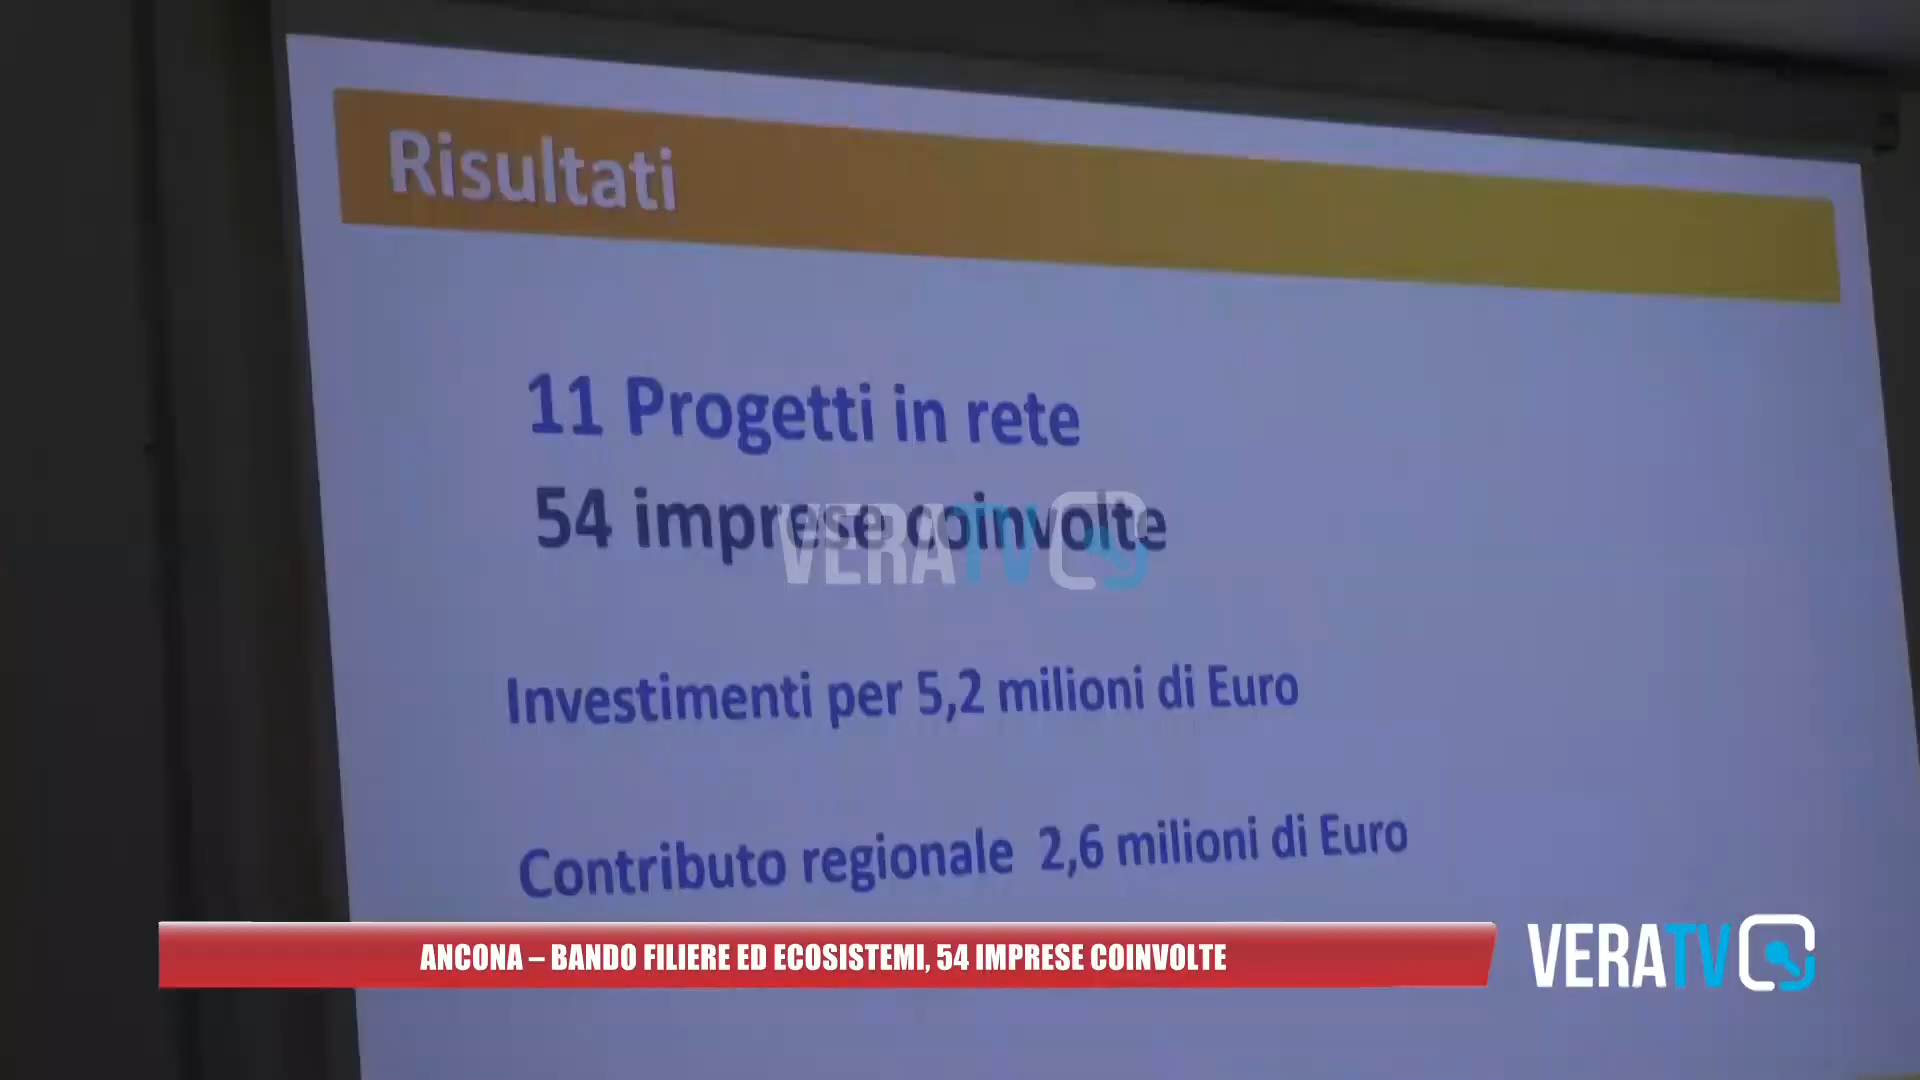 Risultati
11 Progetti in rete
54 imprese coinvolte
VERATV
Investimenti per 5,2 milioni di Euro
Contributo regionale 2,6 milioni di Euro
ANCONA – BANDO FILIERE ED ECOSISTEMI, 54 IMPRESE COINVOLTE
VERATV